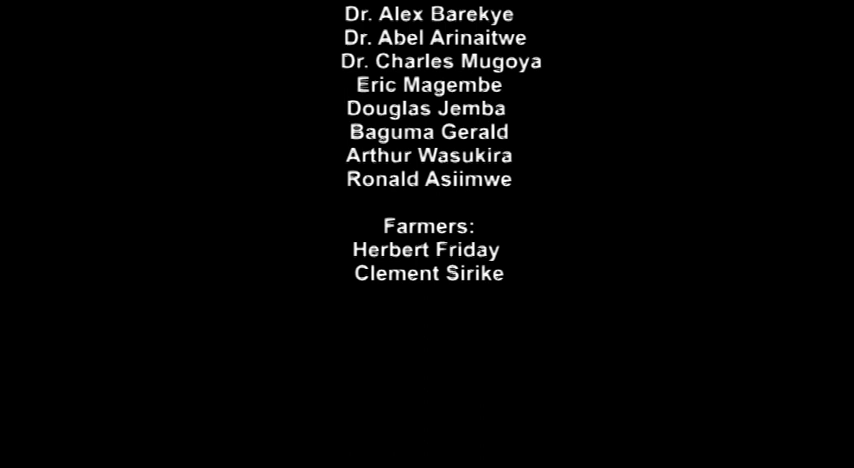 Dr. Alex Barekye
Dr. Abel Arinaitwe
Dr. Charles Mugoya
Eric Magembe
Douglas Jemba
Baguma Gerald
Arthur Wasukira
Ronald Asiimwe
Farmers:
Herbert Friday
Clement Sirike